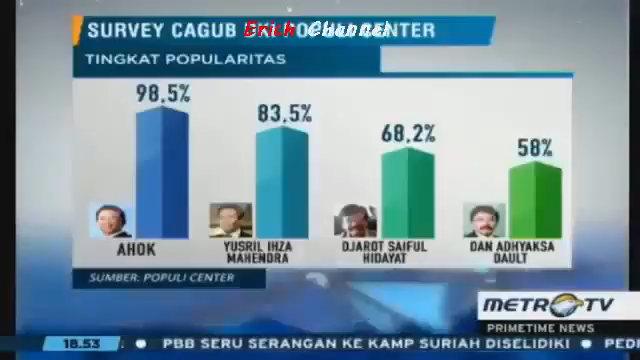 SURVEY CAGUB CENTER
Erick Channel
TINGKAT POPULARITAS
98,5%
83,5%
68,2%
58%
AHOK
YUSRIL IHZA
MAHENDRA
DJAROT SAIFUL
HIDAYAT
DAN ADHYAKSA
DAULT
SUMBER: POPULI CENTER
METRO TV
PRIMETIME NEWS
18.53 • PBB SERU SERANGAN KE KAMP SURIAH DISELIDIKI • PED